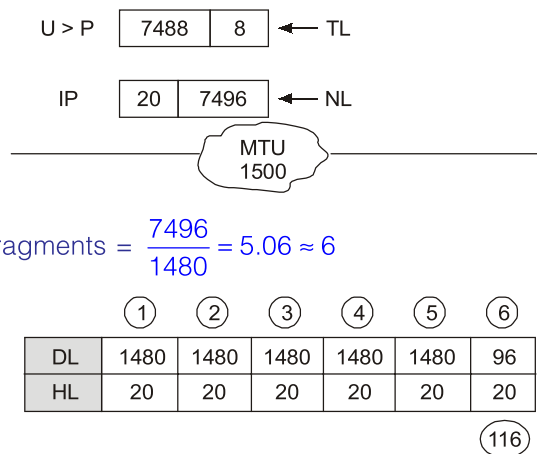 U > P 7488 8 TL
IP 20 7496 NL
MTU
1500
ragments = 7496/1480 = 5.06 ≈ 6
1 2 3 4 5 6
DL 1480 1480 1480 1480 1480 96
HL 20 20 20 20 20 20
116